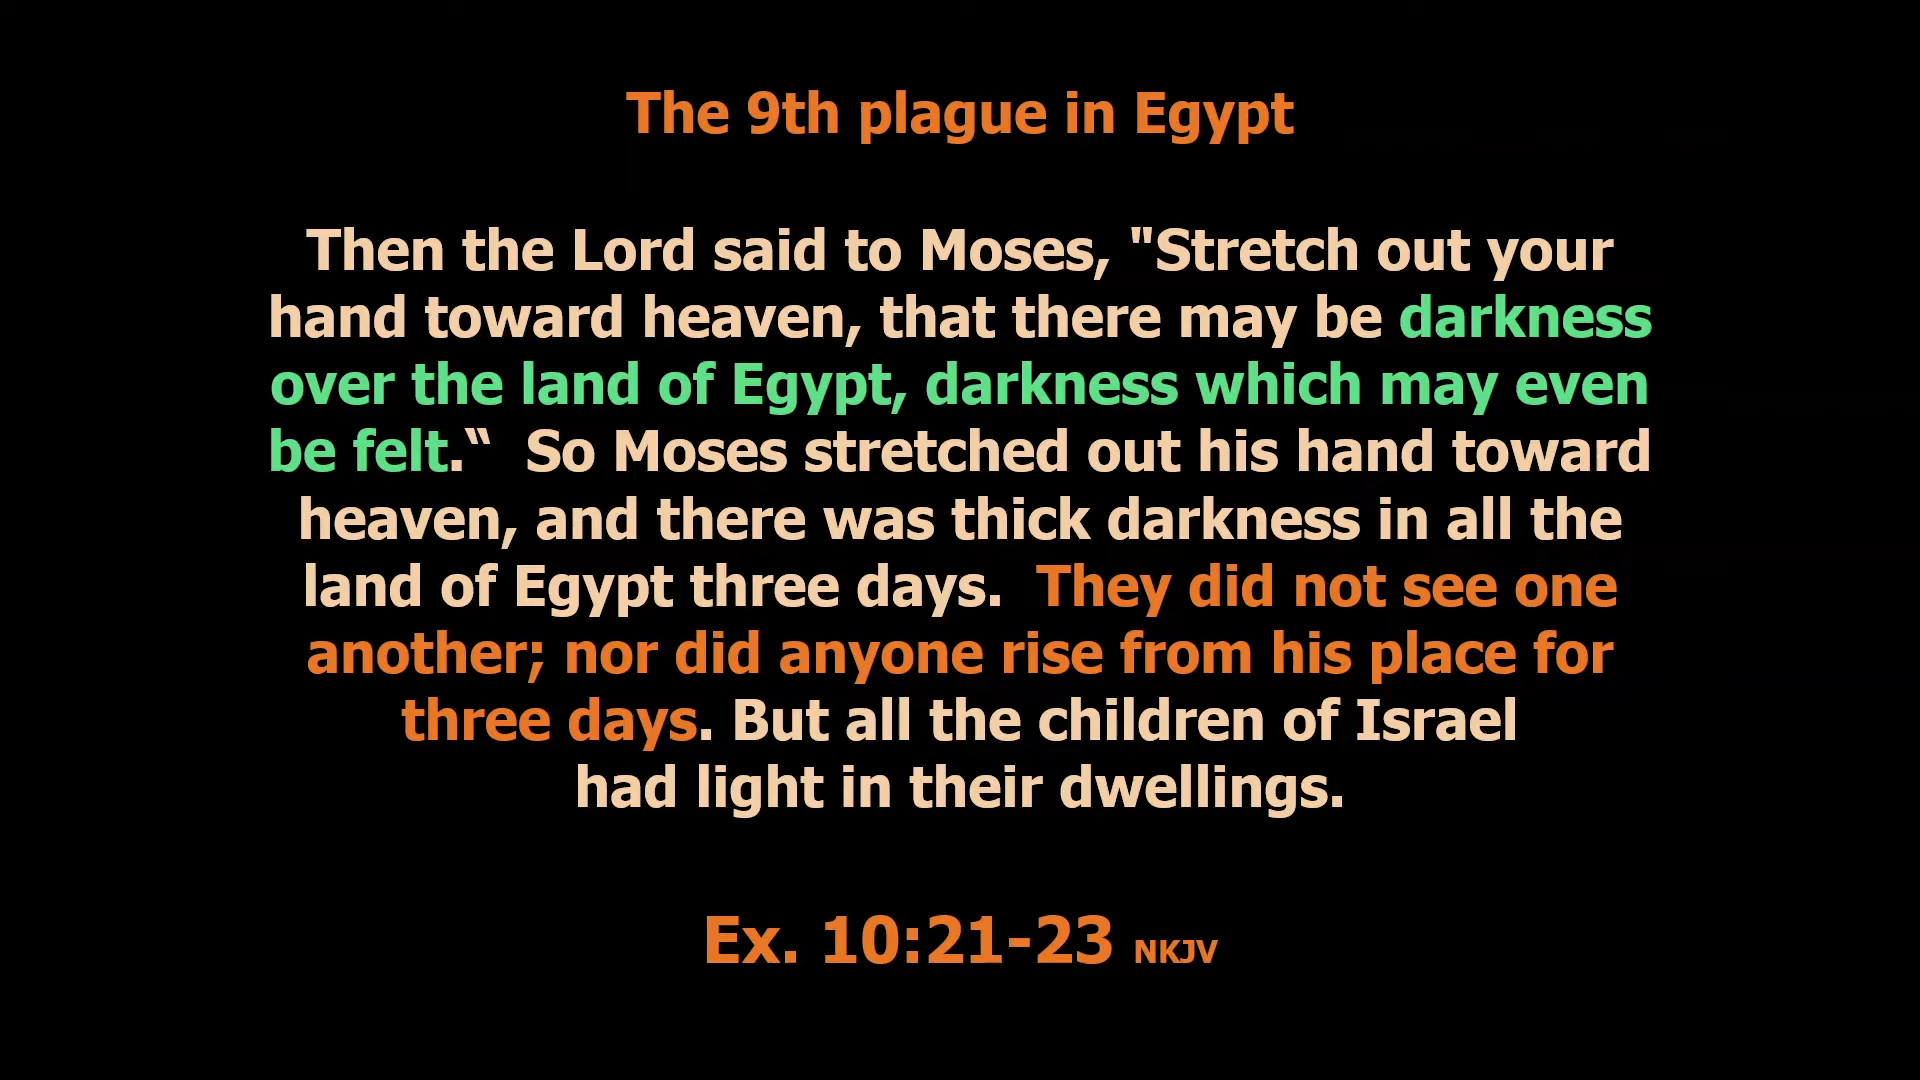 The 9th plague in Egypt
Then the Lord said to Moses, "Stretch out your
hand toward heaven, that there may be darkness
over the land of Egypt, darkness which may even
be felt.‟  So Moses stretched out his hand toward
heaven, and there was thick darkness in all the
land of Egypt three days.  They did not see one
another; nor did anyone rise from his place for
three days. But all the children of Israel
had light in their dwellings.
Ex. 10:21-23 NKJV